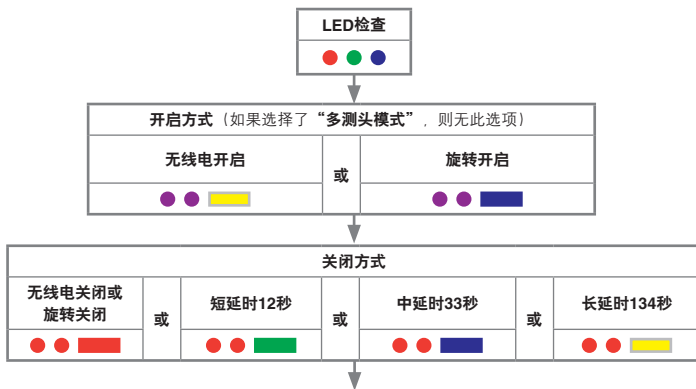 LED检查
开启方式（如果选择了“多测头模式”，则无此选项）
无线电开启
或
旋转开启
关闭方式
无线电关闭或
旋转关闭
或
短延时12秒
或
中延时33秒
或
长延时134秒